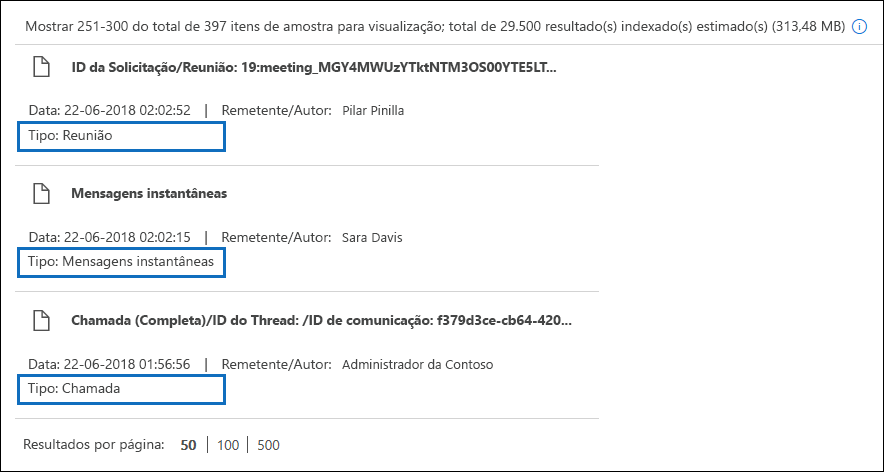 Mostrar 251-300 do total de 397 itens de amostra para visualização; total de 29.500 resultado(s) indexado(s) estimado(s) (313,48 MB)
ID da Solicitação/Reunião: 19:meeting_MGY4MWUzYTktNTM3OS00YTE5LT...
Data: 22-06-2018 02:02:52 | Remetente/Autor: Pilar Pinilla
Tipo: Reunião
Mensagens instantâneas
Data: 22-06-2018 02:02:15 | Remetente/Autor: Sara Davis
Tipo: Mensagens instantâneas
Chamada (Completa)/ID do Thread: /ID de comunicação: f379d3ce-cb64-420...
Data: 22-06-2018 01:56:56 | Remetente/Autor: Administrador da Contoso
Tipo: Chamada
Resultados por página: 50 | 100 | 500